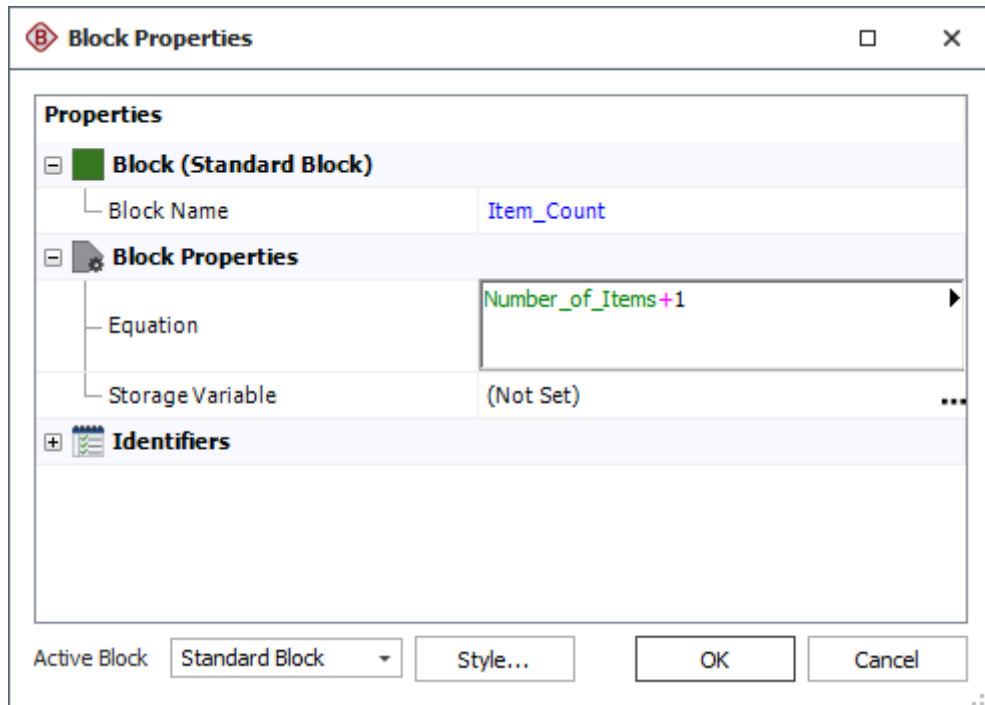 B Block Properties
Properties
Block (Standard Block)
Block Name Item_Count
Block Properties
Equation Number_of_Items+1
Storage Variable (Not Set) ...
Identifiers
Active Block Standard Block Style... OK Cancel